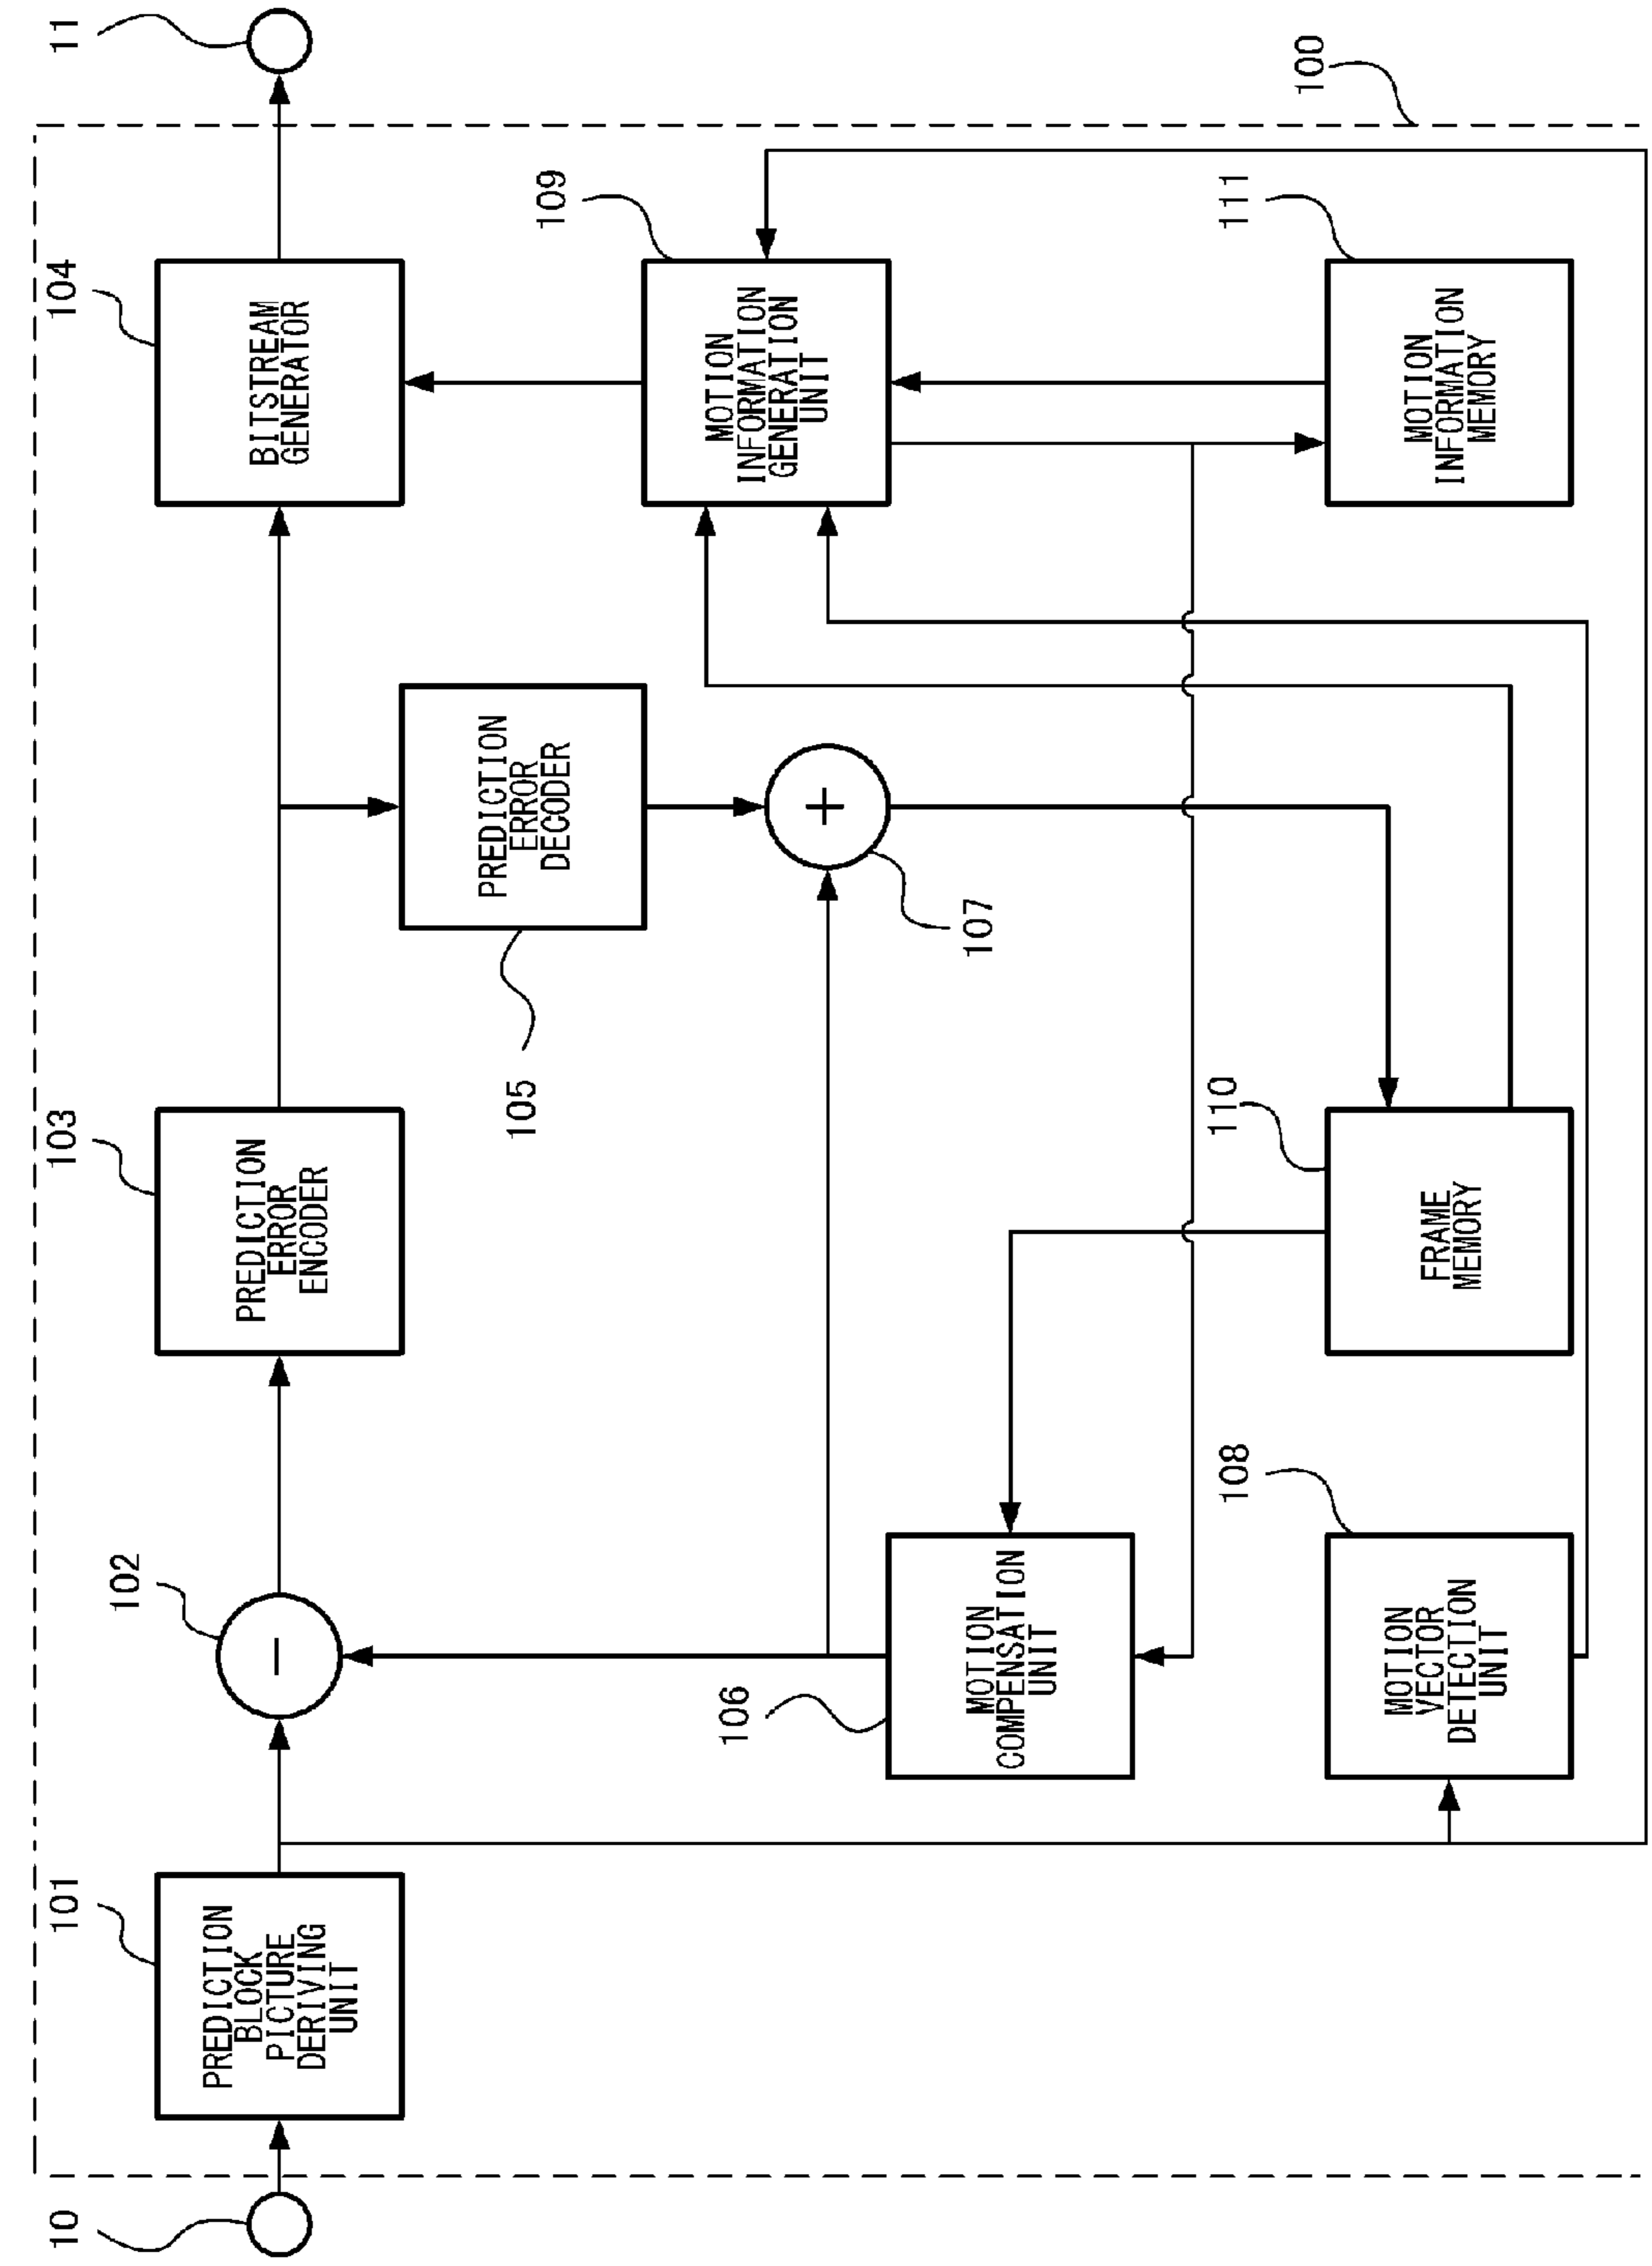 10
11
100
101
PREDICTION
BLOCK
PICTURE
DERIVING
UNIT
102
−
103
PREDICTION
ERROR
ENCODER
104
BITSTREAM
GENERATOR
105
PREDICTION
ERROR
DECODER
106
MOTION
COMPENSATION
UNIT
107
+
109
MOTION
INFORMATION
GENERATION
UNIT
108
MOTION
VECTOR
DETECTION
UNIT
110
FRAME
MEMORY
111
MOTION
INFORMATION
MEMORY